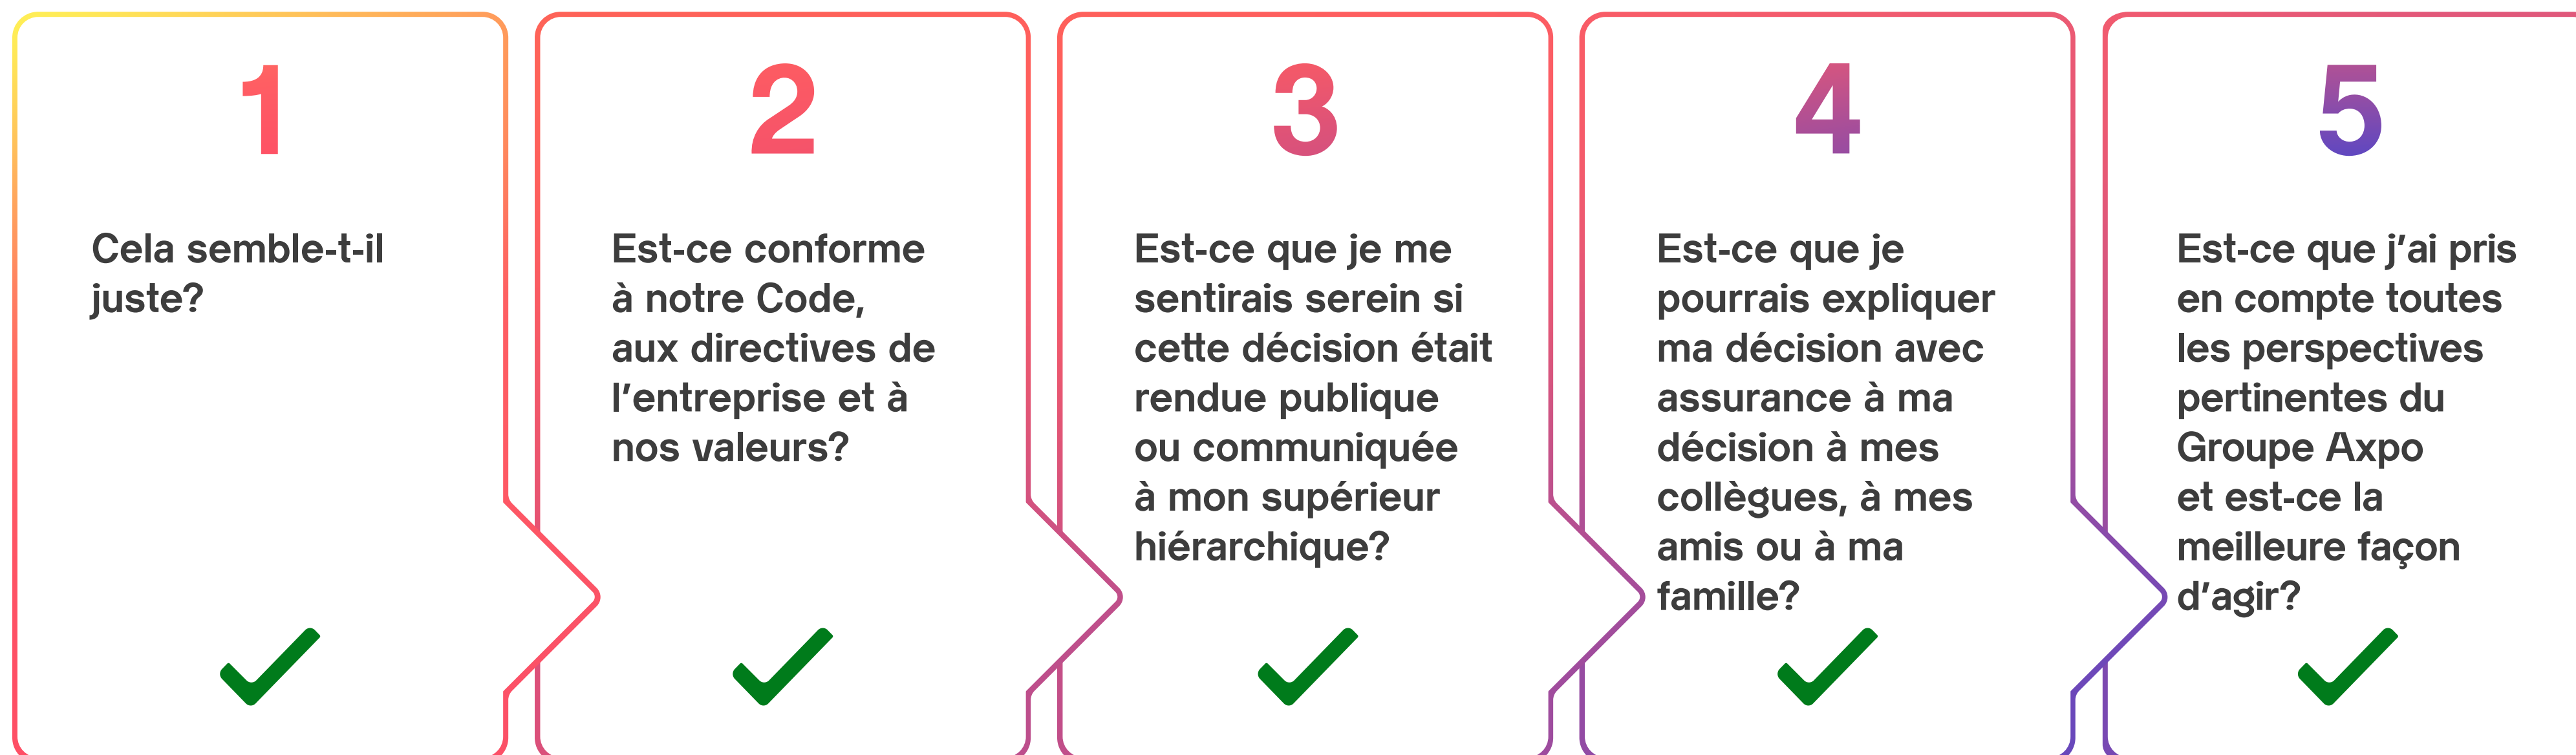 1
Cela semble-t-il
juste?
2
Est-ce conforme
à notre Code,
aux directives de
l’entreprise et à
nos valeurs?
3
Est-ce que je me
sentirais serein si
cette décision était
rendue publique
ou communiquée
à mon supérieur
hiérarchique?
4
Est-ce que je
pourrais expliquer
ma décision avec
assurance à ma
décision à mes
collègues, à mes
amis ou à ma
famille?
5
Est-ce que j’ai pris
en compte toutes
les perspectives
pertinentes du
Groupe Axpo
et est-ce la
meilleure façon
d’agir?